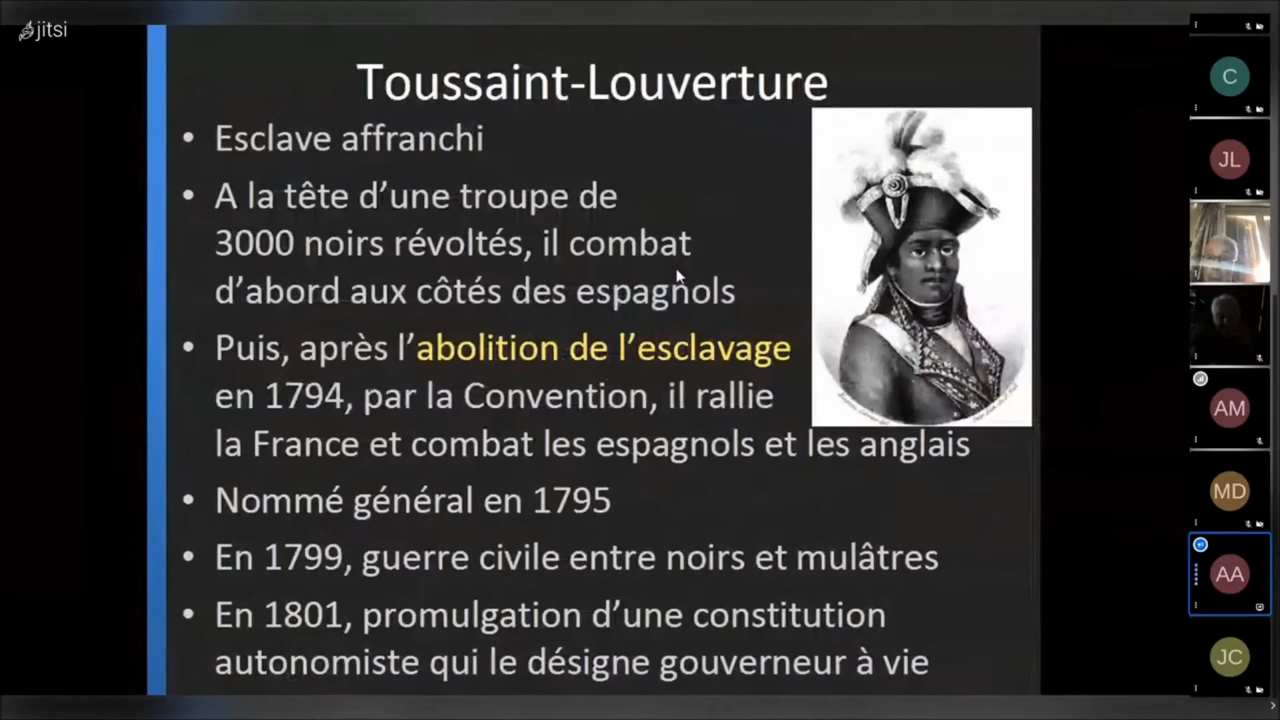 jitsi
Toussaint-Louverture
• Esclave affranchi
• A la tête d’une troupe de
3000 noirs révoltés, il combat
d’abord aux côtés des espagnols
• Puis, après l’abolition de l’esclavage
en 1794, par la Convention, il rallie
la France et combat les espagnols et les anglais
• Nommé général en 1795
• En 1799, guerre civile entre noirs et mulâtres
• En 1801, promulgation d’une constitution
autonomiste qui le désigne gouverneur à vie
C
JL
AM
MD
AA
JC